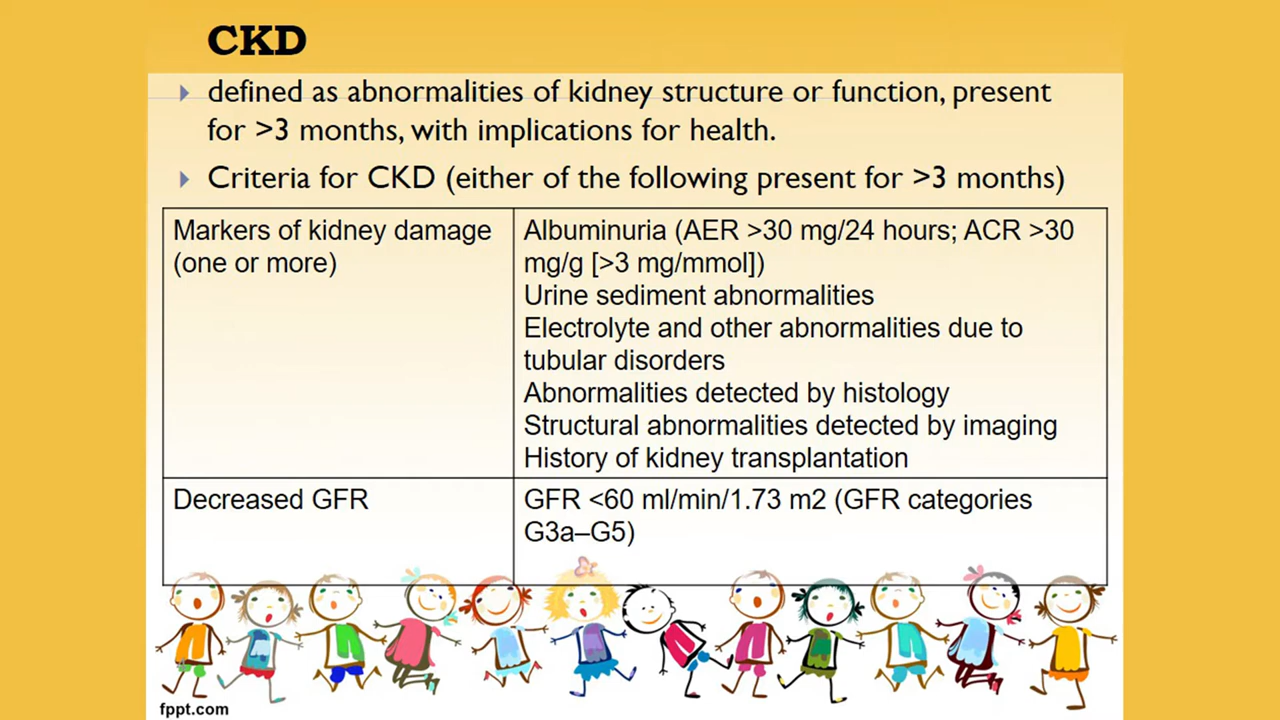 CKD
defined as abnormalities of kidney structure or function, present
for >3 months, with implications for health.
Criteria for CKD (either of the following present for >3 months)
Markers of kidney damage
(one or more)
Albuminuria (AER >30 mg/24 hours; ACR >30
mg/g [>3 mg/mmol])
Urine sediment abnormalities
Electrolyte and other abnormalities due to
tubular disorders
Abnormalities detected by histology
Structural abnormalities detected by imaging
History of kidney transplantation
Decreased GFR
GFR <60 ml/min/1.73 m2 (GFR categories
G3a–G5)
fppt.com